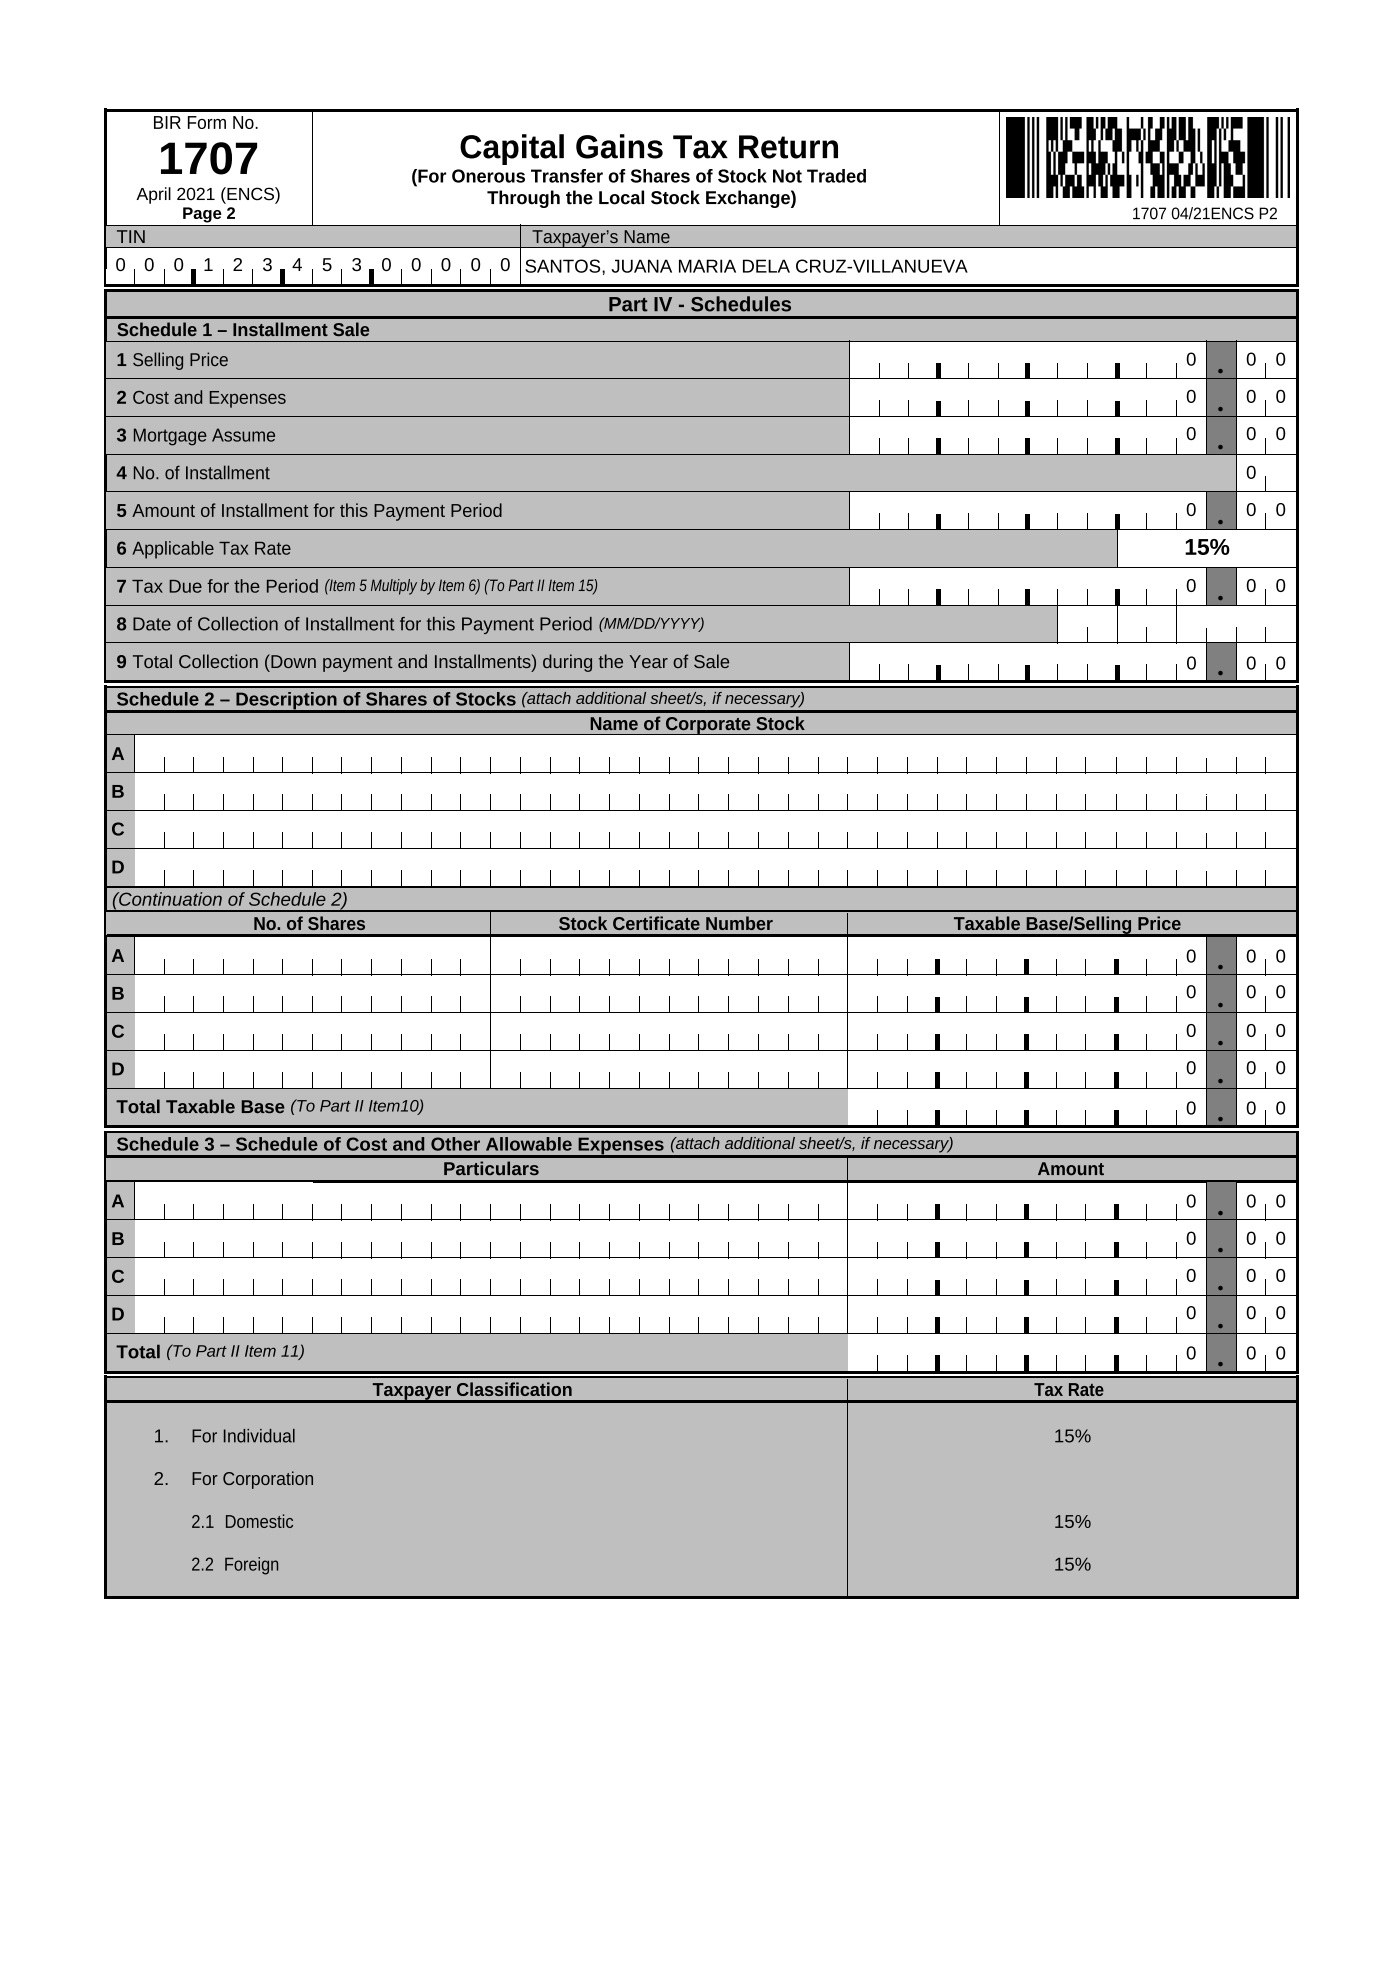 BIR Form No.
1707
April 2021 (ENCS)
Page 2
Capital Gains Tax Return
(For Onerous Transfer of Shares of Stock Not Traded
Through the Local Stock Exchange)
1707 04/21ENCS P2
TIN Taxpayer’s Name
0 0 0 1 2 3 4 5 3 0 0 0 0 0 SANTOS, JUANA MARIA DELA CRUZ-VILLANUEVA
Part IV - Schedules
Schedule 1 – Installment Sale
1 Selling Price 0 . 0 0
2 Cost and Expenses 0 . 0 0
3 Mortgage Assume 0 . 0 0
4 No. of Installment 0
5 Amount of Installment for this Payment Period 0 . 0 0
6 Applicable Tax Rate 15%
7 Tax Due for the Period (Item 5 Multiply by Item 6) (To Part II Item 15) 0 . 0 0
8 Date of Collection of Installment for this Payment Period (MM/DD/YYYY)
9 Total Collection (Down payment and Installments) during the Year of Sale 0 . 0 0
Schedule 2 – Description of Shares of Stocks (attach additional sheet/s, if necessary)
Name of Corporate Stock
A
B
C
D
(Continuation of Schedule 2)
No. of Shares Stock Certificate Number Taxable Base/Selling Price
A 0 . 0 0
B 0 . 0 0
C 0 . 0 0
D 0 . 0 0
Total Taxable Base (To Part II Item10) 0 . 0 0
Schedule 3 – Schedule of Cost and Other Allowable Expenses (attach additional sheet/s, if necessary)
Particulars Amount
A 0 . 0 0
B 0 . 0 0
C 0 . 0 0
D 0 . 0 0
Total (To Part II Item 11) 0 . 0 0
Taxpayer Classification Tax Rate
1. For Individual 15%
2. For Corporation
2.1 Domestic 15%
2.2 Foreign 15%